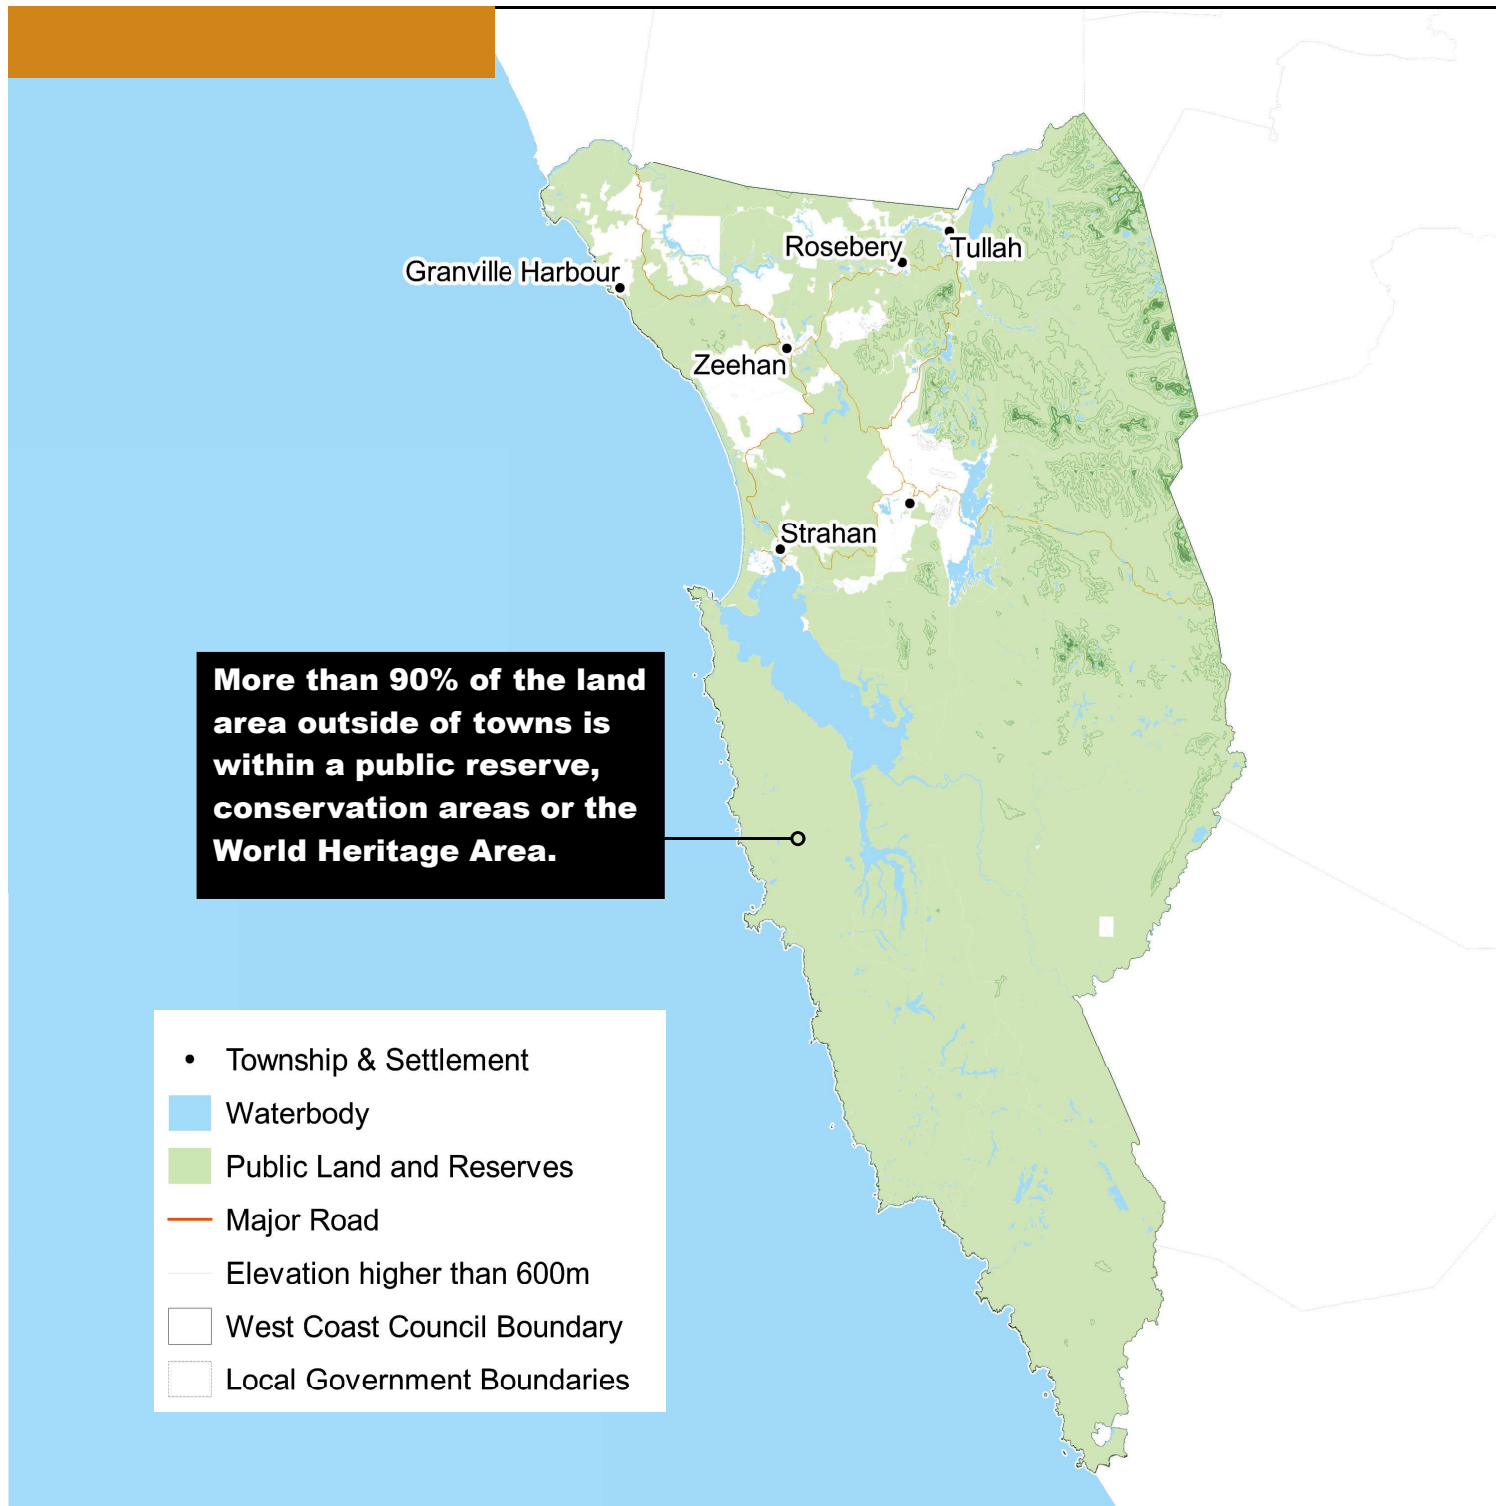 Rosebery
Tullah
Granville Harbour
Zeehan
Strahan
More than 90% of the land
area outside of towns is
within a public reserve,
conservation areas or the
World Heritage Area.
Township & Settlement
Waterbody
Public Land and Reserves
Major Road
Elevation higher than 600m
West Coast Council Boundary
Local Government Boundaries